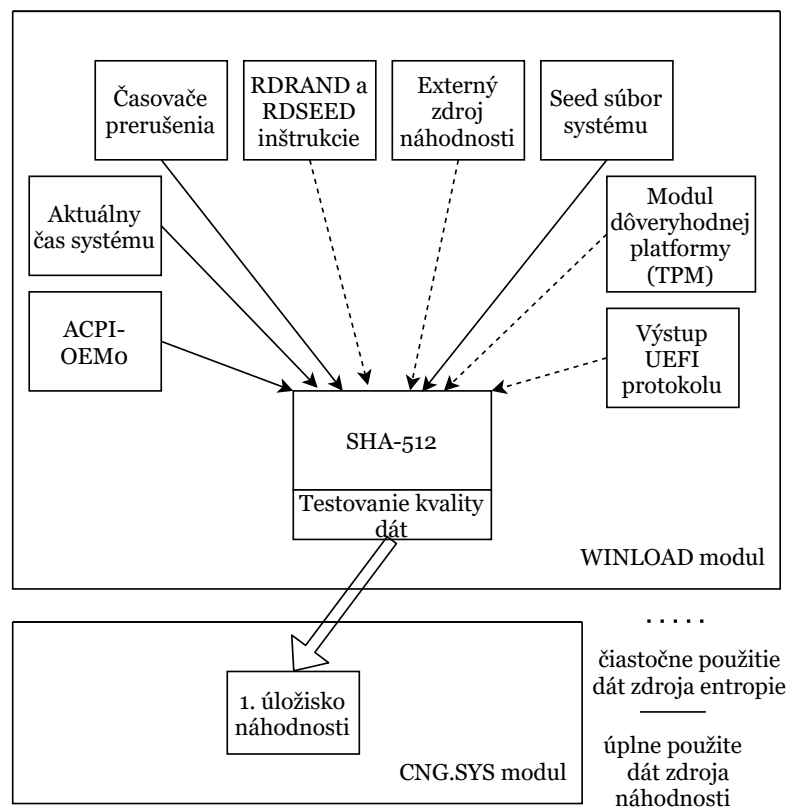 Časovače
prerušenia
RDRAND a
RDSEED
inštrukcie
Externý
zdroj
náhodnosti
Seed súbor
systému
Aktuálny
čas systému
Modul
dôveryhodnej
platformy
(TPM)
ACPI-
OEM0
Výstup
UEFI
protokolu
SHA-512
Testovanie kvality
dát
WINLOAD modul
1. úložisko
náhodnosti
CNG.SYS modul
. . . . .
čiastočne použitie
dát zdroja entropie
úplne použite
dát zdroja
náhodnosti